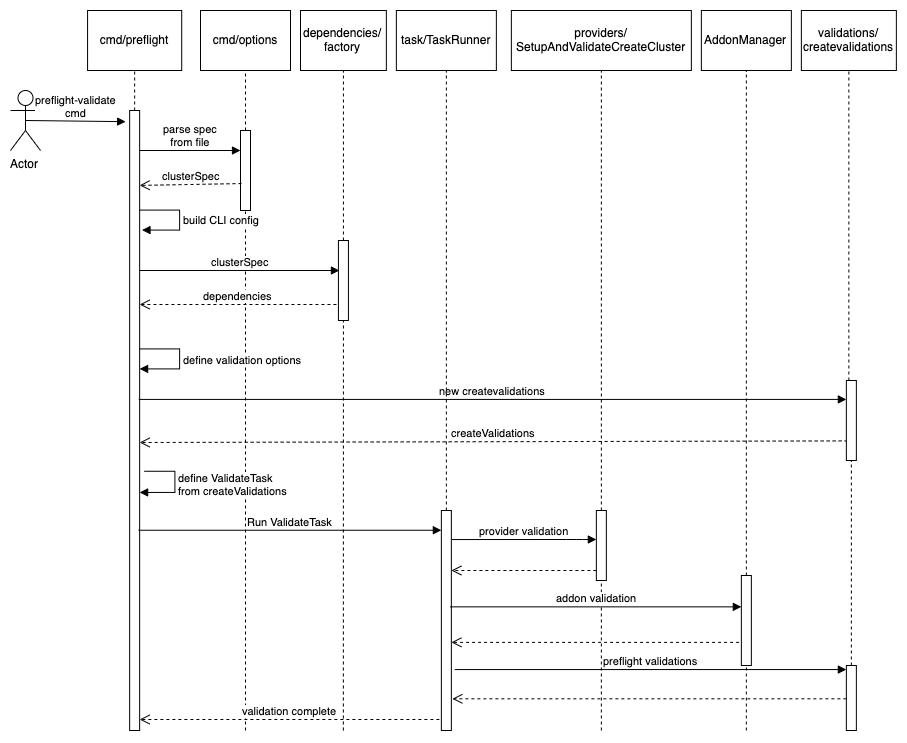 cmd/preflight
cmd/options
dependencies/
factory
task/TaskRunner
providers/
SetupAndValidateCreateCluster
AddonManager
validations/
createvalidations
preflight-validate
cmd
Actor
parse spec
from file
clusterSpec
build CLI config
clusterSpec
dependencies
define validation options
new createvalidations
createValidations
define ValidateTask
from createValidations
Run ValidateTask
provider validation
addon validation
preflight validations
validation complete